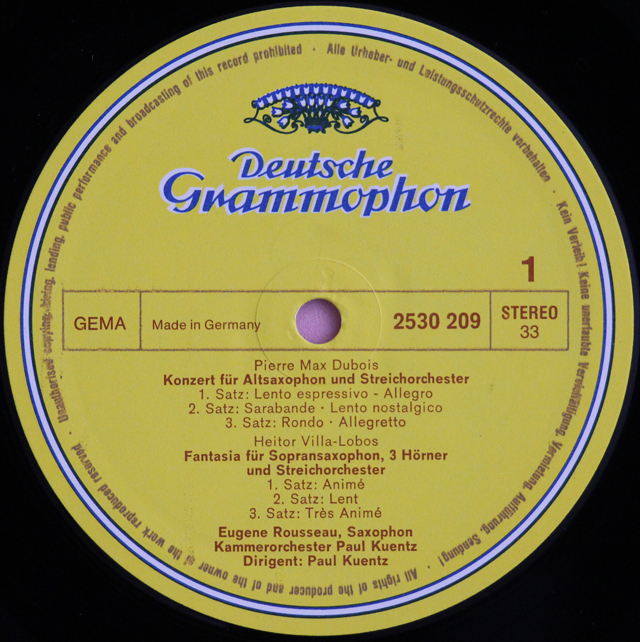 Unauthorised copying, hiring, lending, public performance and broadcasting of this record prohibited · Alle Urheber- und Leistungsschutzrechte vorbehalten · Kein Verleih! Keine unerlaubte Vervielfältigung, Vermietung, Aufführung, Sendung! · All rights of the producer and of the owner of the work reproduced reserved ·
Deutsche
Grammophon
1
GEMA
Made in Germany
2530 209
STEREO
33
Pierre Max Dubois
Konzert für Altsaxophon und Streichorchester
1. Satz: Lento espressivo - Allegro
2. Satz: Sarabande · Lento nostalgico
3. Satz: Rondo · Allegretto
Heitor Villa-Lobos
Fantasia für Sopransaxophon, 3 Hörner
und Streichorchester
1. Satz: Animé
2. Satz: Lent
3. Satz: Très Animé
Eugene Rousseau, Saxophon
Kammerorchester Paul Kuentz
Dirigent: Paul Kuentz